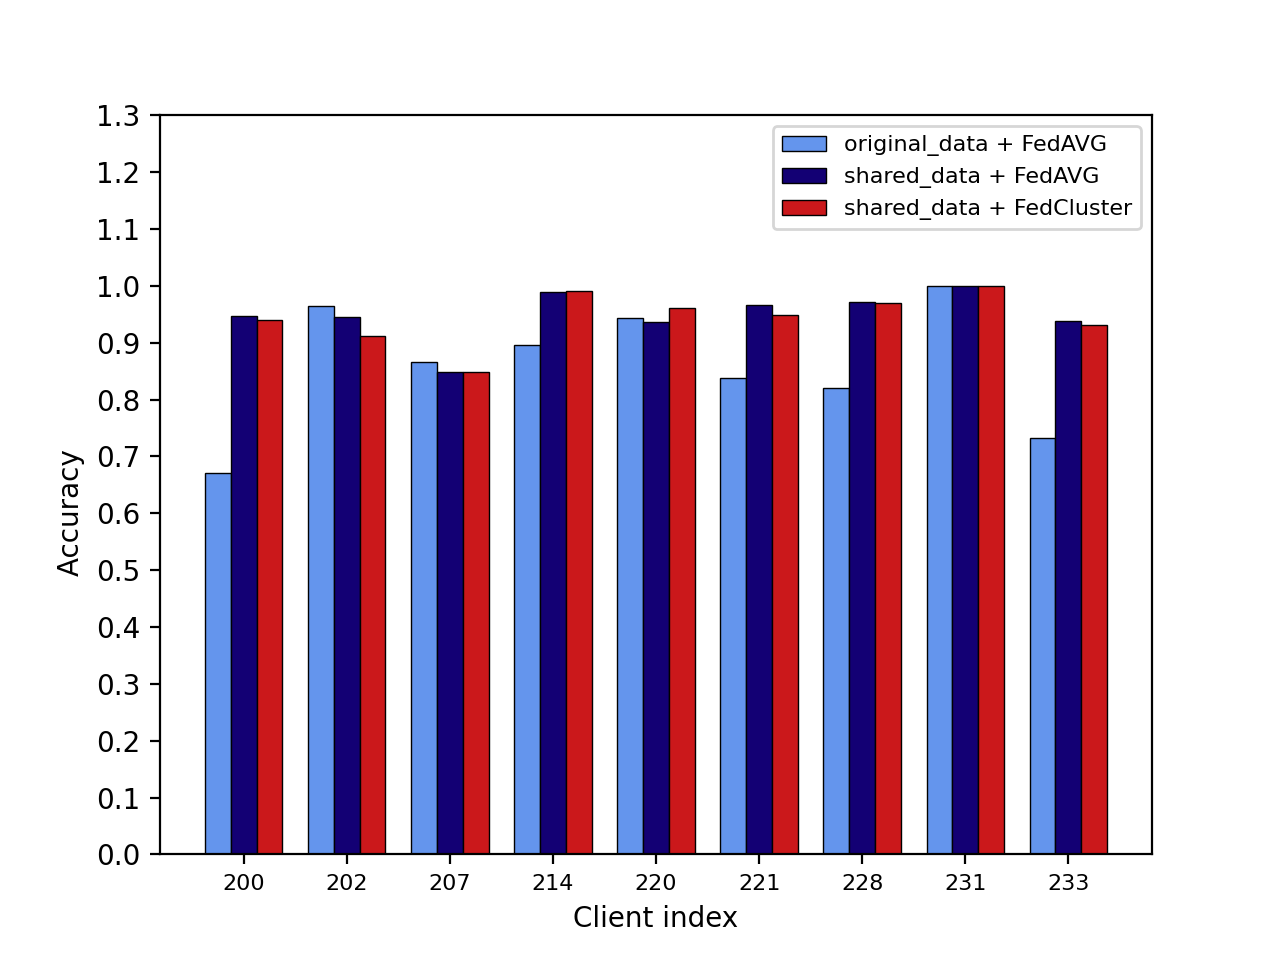 original_data + FedAVG
shared_data + FedAVG
shared_data + FedCluster
1.3
1.2
1.1
1.0
0.9
0.8
0.7
0.6
0.5
0.4
0.3
0.2
0.1
0.0
Accuracy
200 202 207 214 220 221 228 231 233
Client index